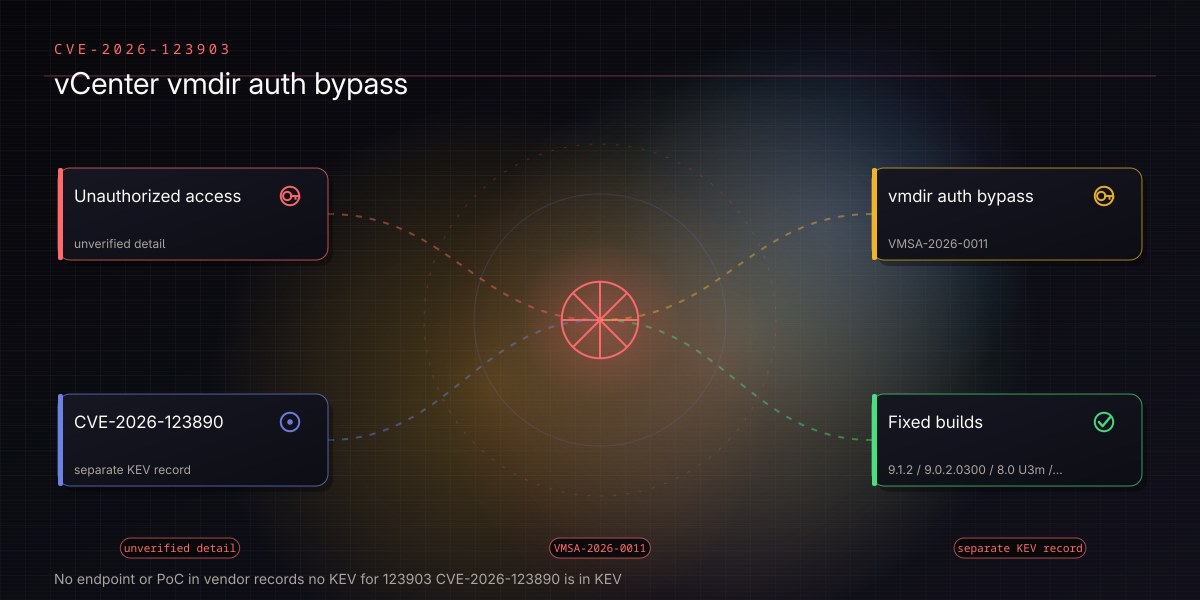 CVE-2026-123903
vCenter vmdir auth bypass
Unauthorized access
unverified detail
vmdir auth bypass
VMSA-2026-0011
CVE-2026-123890
separate KEV record
Fixed builds
9.1.2 / 9.0.2.0300 / 8.0 U3m /...
unverified detail
VMSA-2026-0011
separate KEV record
No endpoint or PoC in vendor records no KEV for 123903 CVE-2026-123890 is in KEV